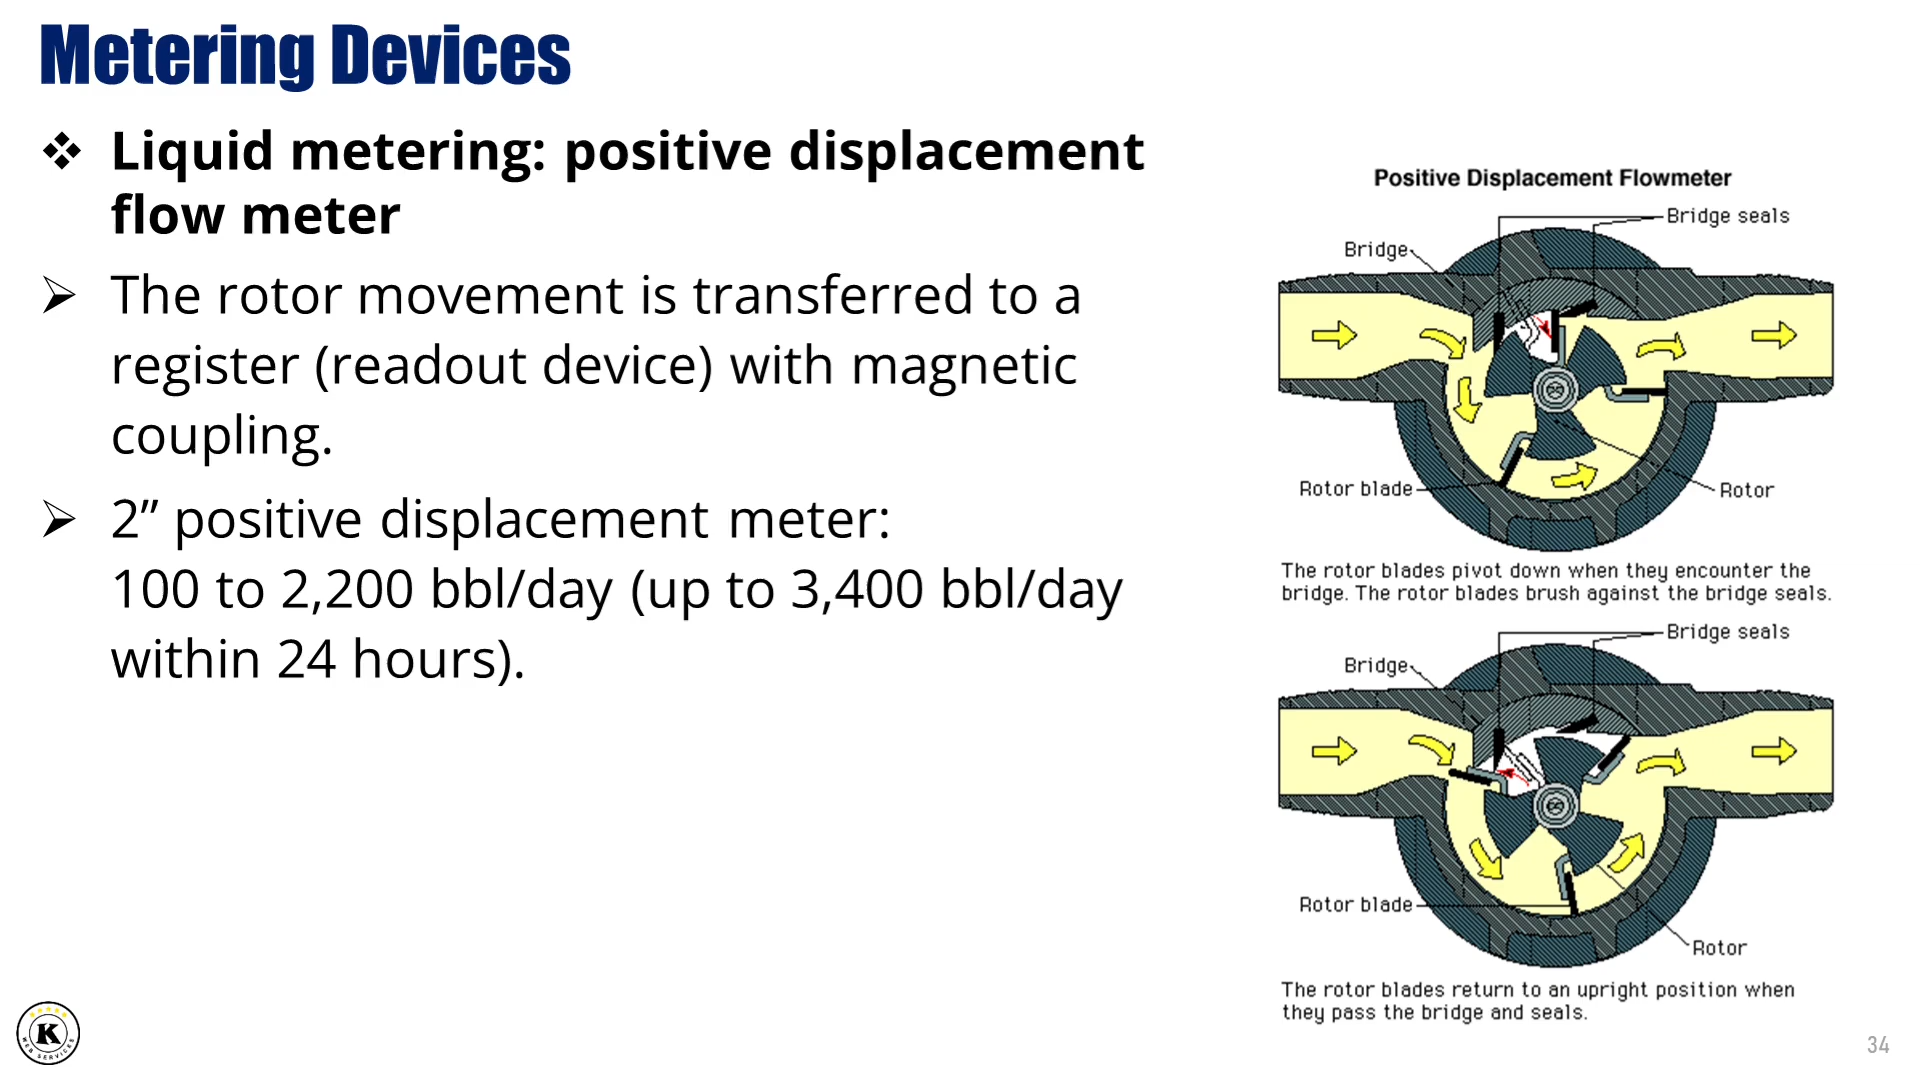 Metering Devices
❖ Liquid metering: positive displacement
flow meter
➢ The rotor movement is transferred to a
register (readout device) with magnetic
coupling.
➢ 2” positive displacement meter:
100 to 2,200 bbl/day (up to 3,400 bbl/day
within 24 hours).
Positive Displacement Flowmeter
Bridge seals
Bridge
Rotor blade
Rotor
The rotor blades pivot down when they encounter the
bridge. The rotor blades brush against the bridge seals.
Bridge seals
Bridge
Rotor blade
Rotor
The rotor blades return to an upright position when
they pass the bridge and seals.
K
WEB SERVICES
34